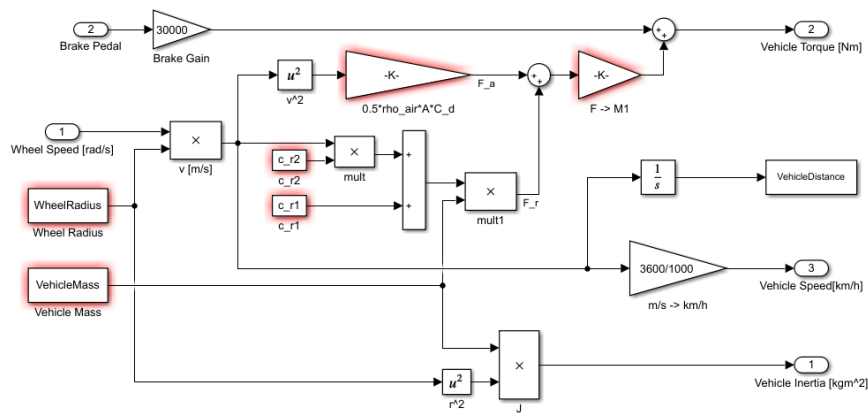 2
Brake Pedal
30000
Brake Gain
+
+
2
Vehicle Torque [Nm]
u²
v^2
-K-
0.5*rho_air*A*C_d
F_a
+
+
-K-
F -> M1
1
Wheel Speed [rad/s]
×
v [m/s]
c_r2
c_r2
×
mult
+
+
c_r1
c_r1
×
mult1
F_r
1
s
VehicleDistance
WheelRadius
Wheel Radius
3600/1000
m/s -> km/h
3
Vehicle Speed[km/h]
VehicleMass
Vehicle Mass
×
J
u²
r^2
1
Vehicle Inertia [kgm^2]